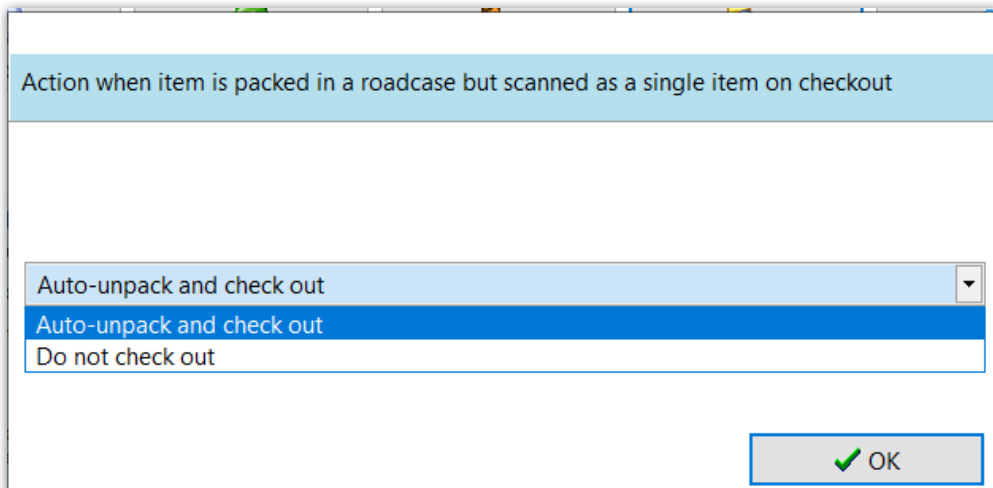 Action when item is packed in a roadcase but scanned as a single item on checkout
Auto-unpack and check out
Auto-unpack and check out
Do not check out
OK